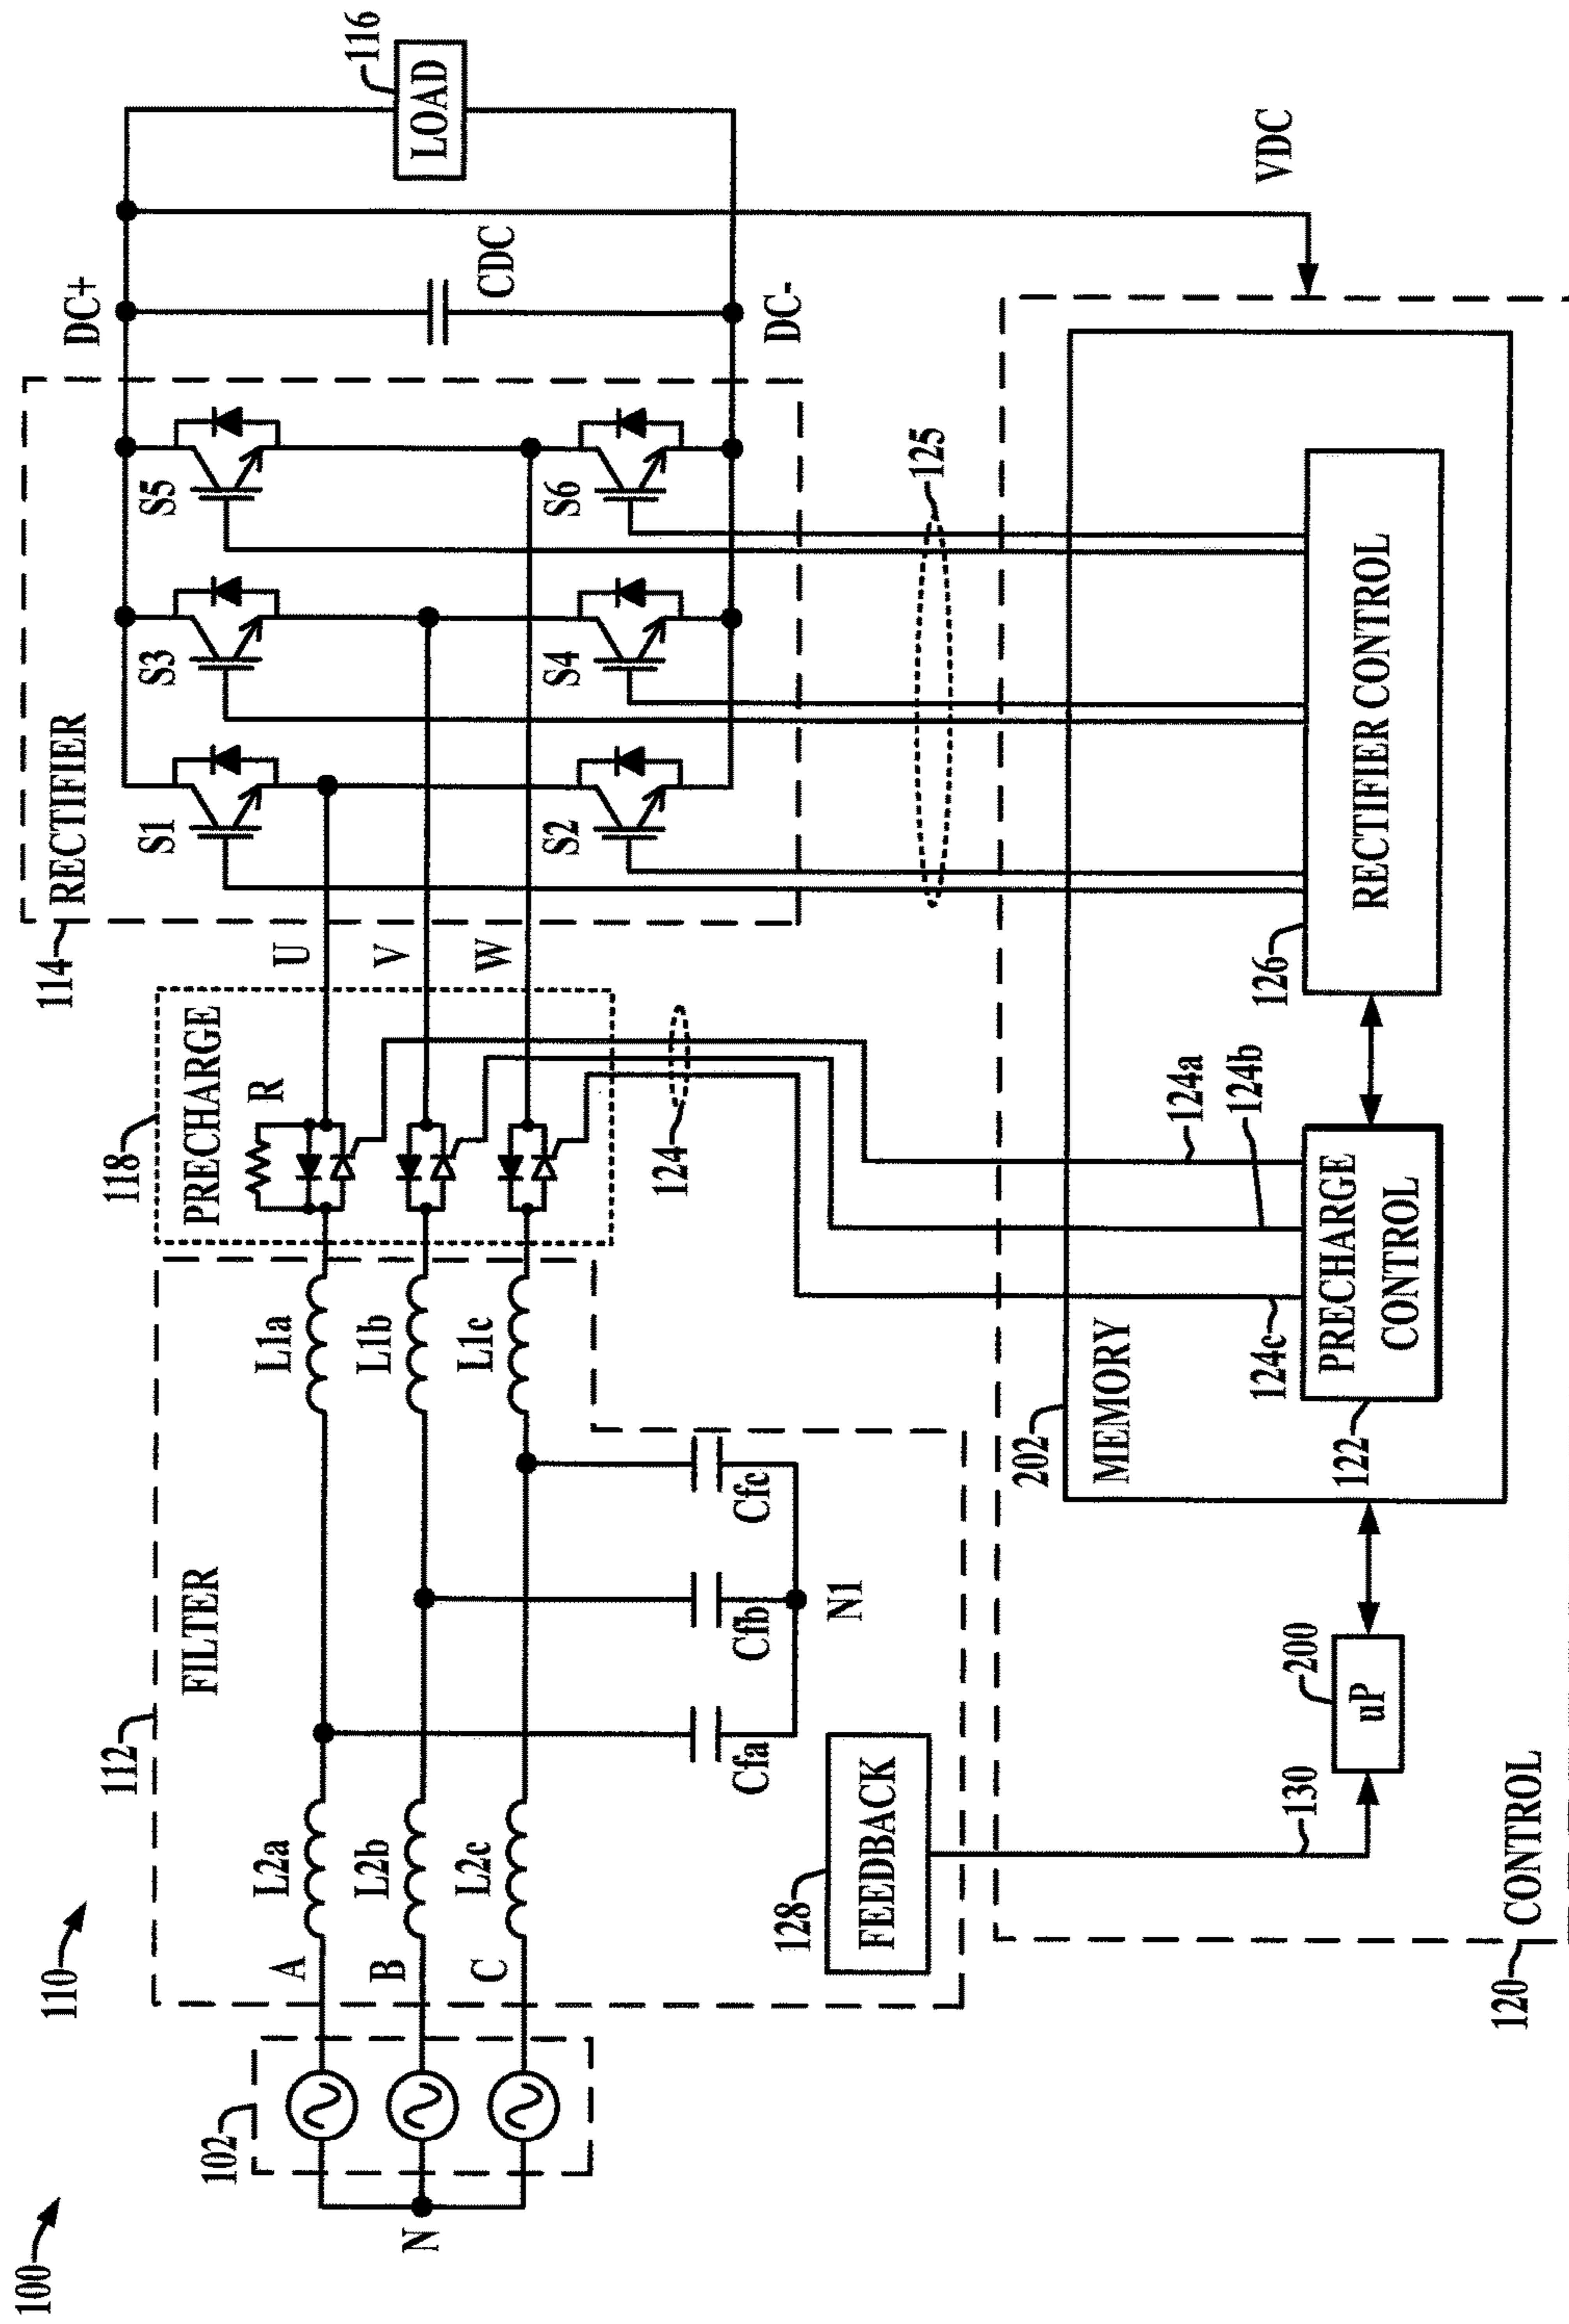 100
110
102
N
A
B
C
112
FILTER
L2a
L2b
L2c
Cfa
Cfb
Cfc
N1
L1a
L1b
L1c
128
FEEDBACK
118
PRECHARGE
R
124
U
V
W
114
RECTIFIER
S1
S3
S5
S2
S4
S6
125
DC+
DC-
CDC
LOAD
116
VDC
120
CONTROL
130
200
uP
202
MEMORY
122
PRECHARGE
CONTROL
124c
124b
124a
126
RECTIFIER CONTROL